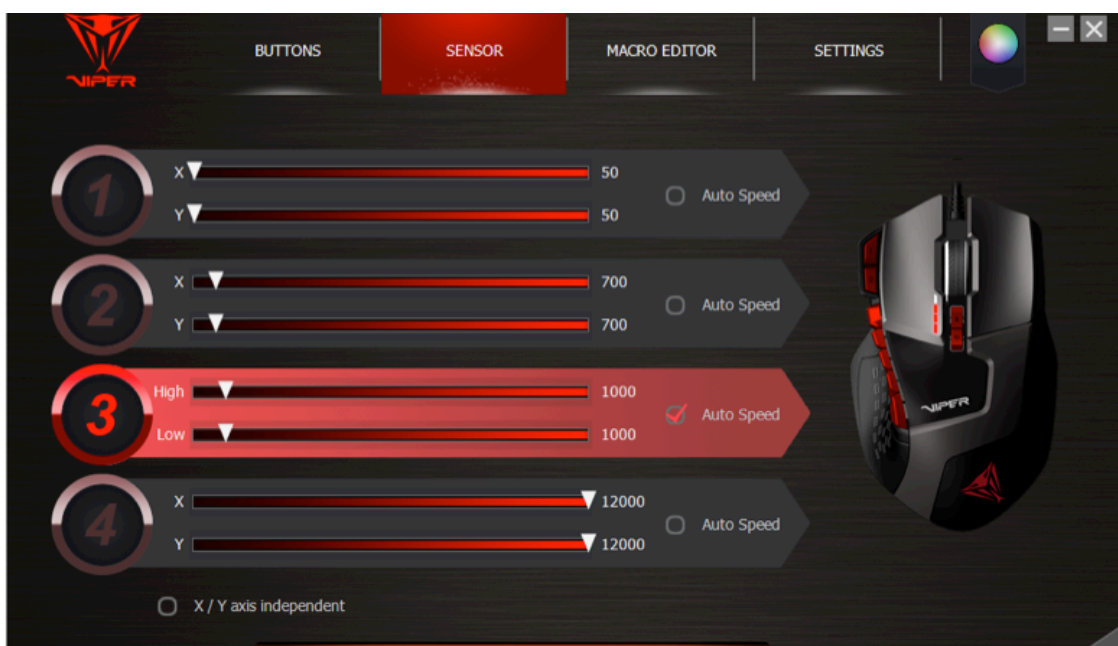 BUTTONS SENSOR MACRO EDITOR SETTINGS
VIPER
1
X 50
Auto Speed
Y 50
2
X 700
Auto Speed
Y 700
3
High 1000
Auto Speed
Low 1000
VIPER
4
X 12000
Auto Speed
Y 12000
X / Y axis independent